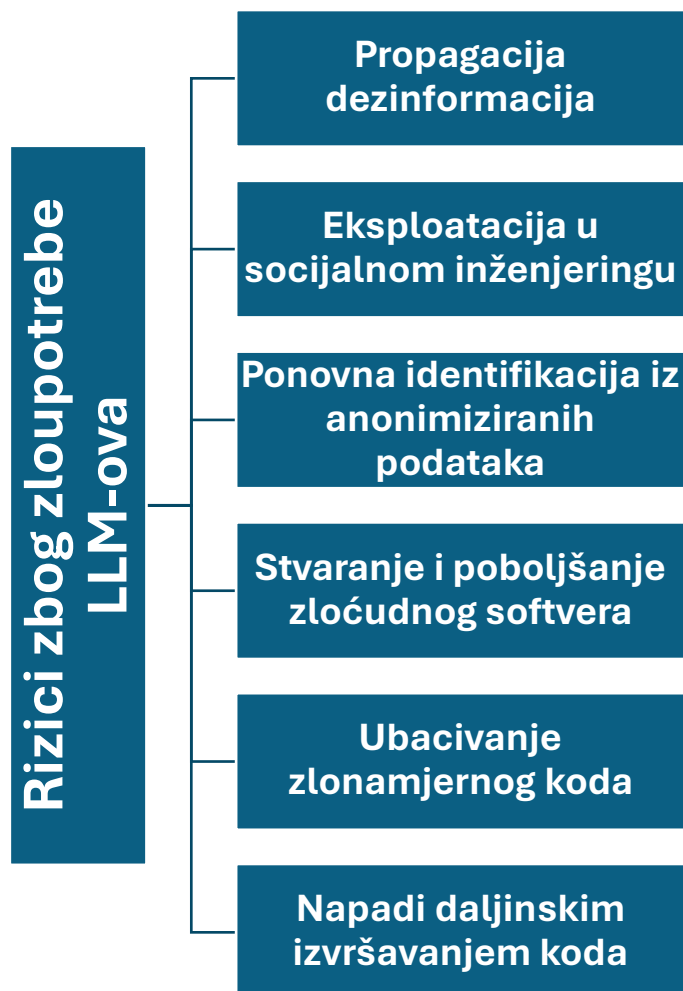 Rizici zbog zloupotrebe
LLM-ova
Propagacija
dezinformacija
Eksploatacija u
socijalnom inženjeringu
Ponovna identifikacija iz
anonimiziranih
podataka
Stvaranje i poboljšanje
zloćudnog softvera
Ubacivanje
zlonamjernog koda
Napadi daljinskim
izvršavanjem koda